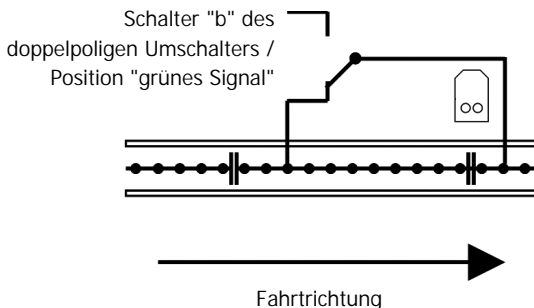 Schalter "b" des
doppelpoligen Umschalters /
Position "grünes Signal"
Fahrtrichtung